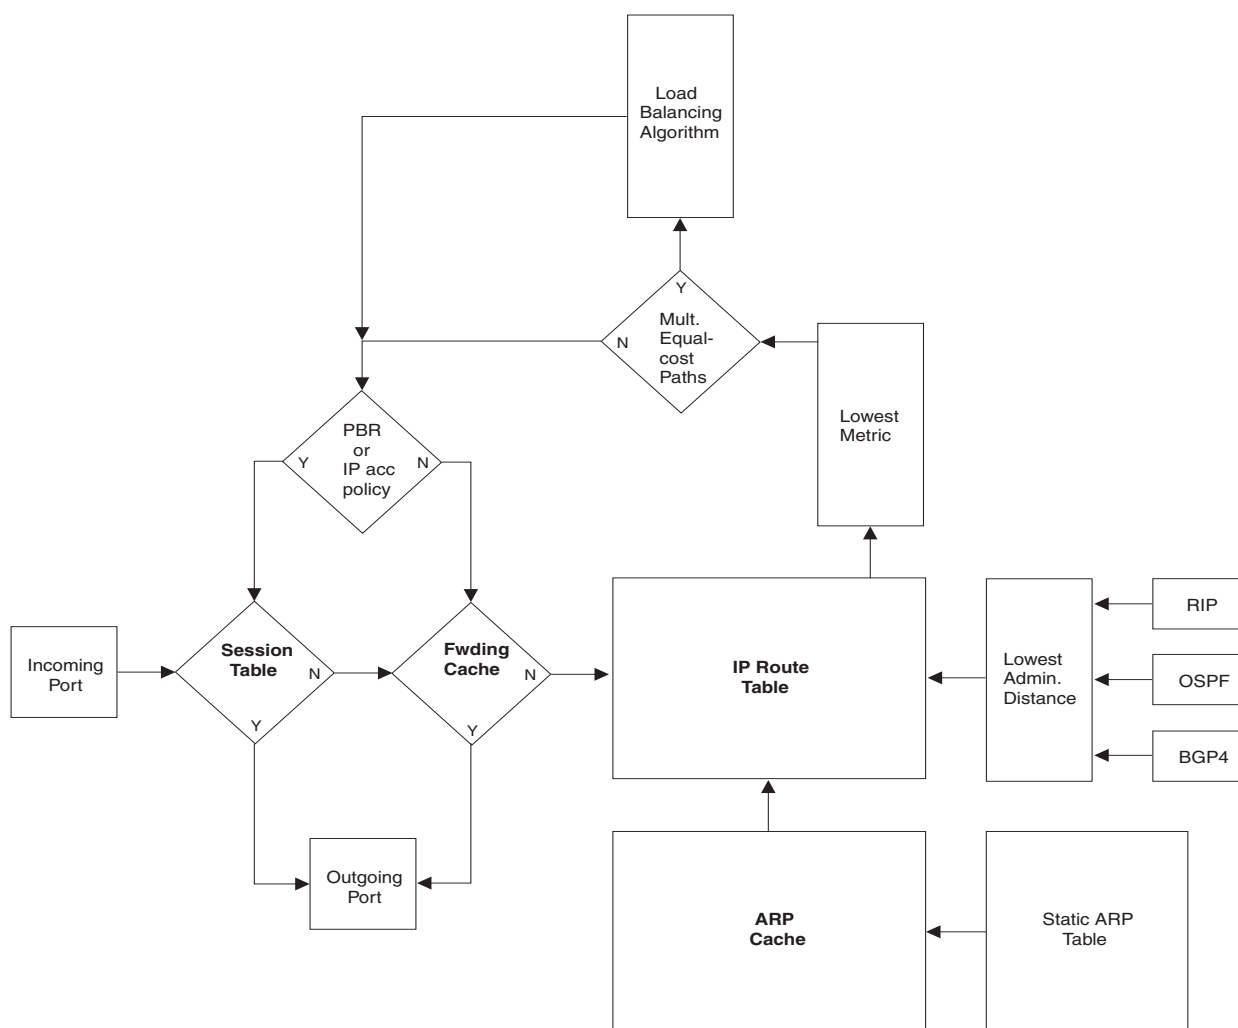 Load
Balancing
Algorithm
Y
Mult.
Equal-
cost
Paths
N
Lowest
Metric
PBR
or
IP acc
policy
Y
N
Incoming
Port
Session
Table
N
Y
Fwding
Cache
N
Y
IP Route
Table
Lowest
Admin.
Distance
RIP
OSPF
BGP4
Outgoing
Port
ARP
Cache
Static ARP
Table